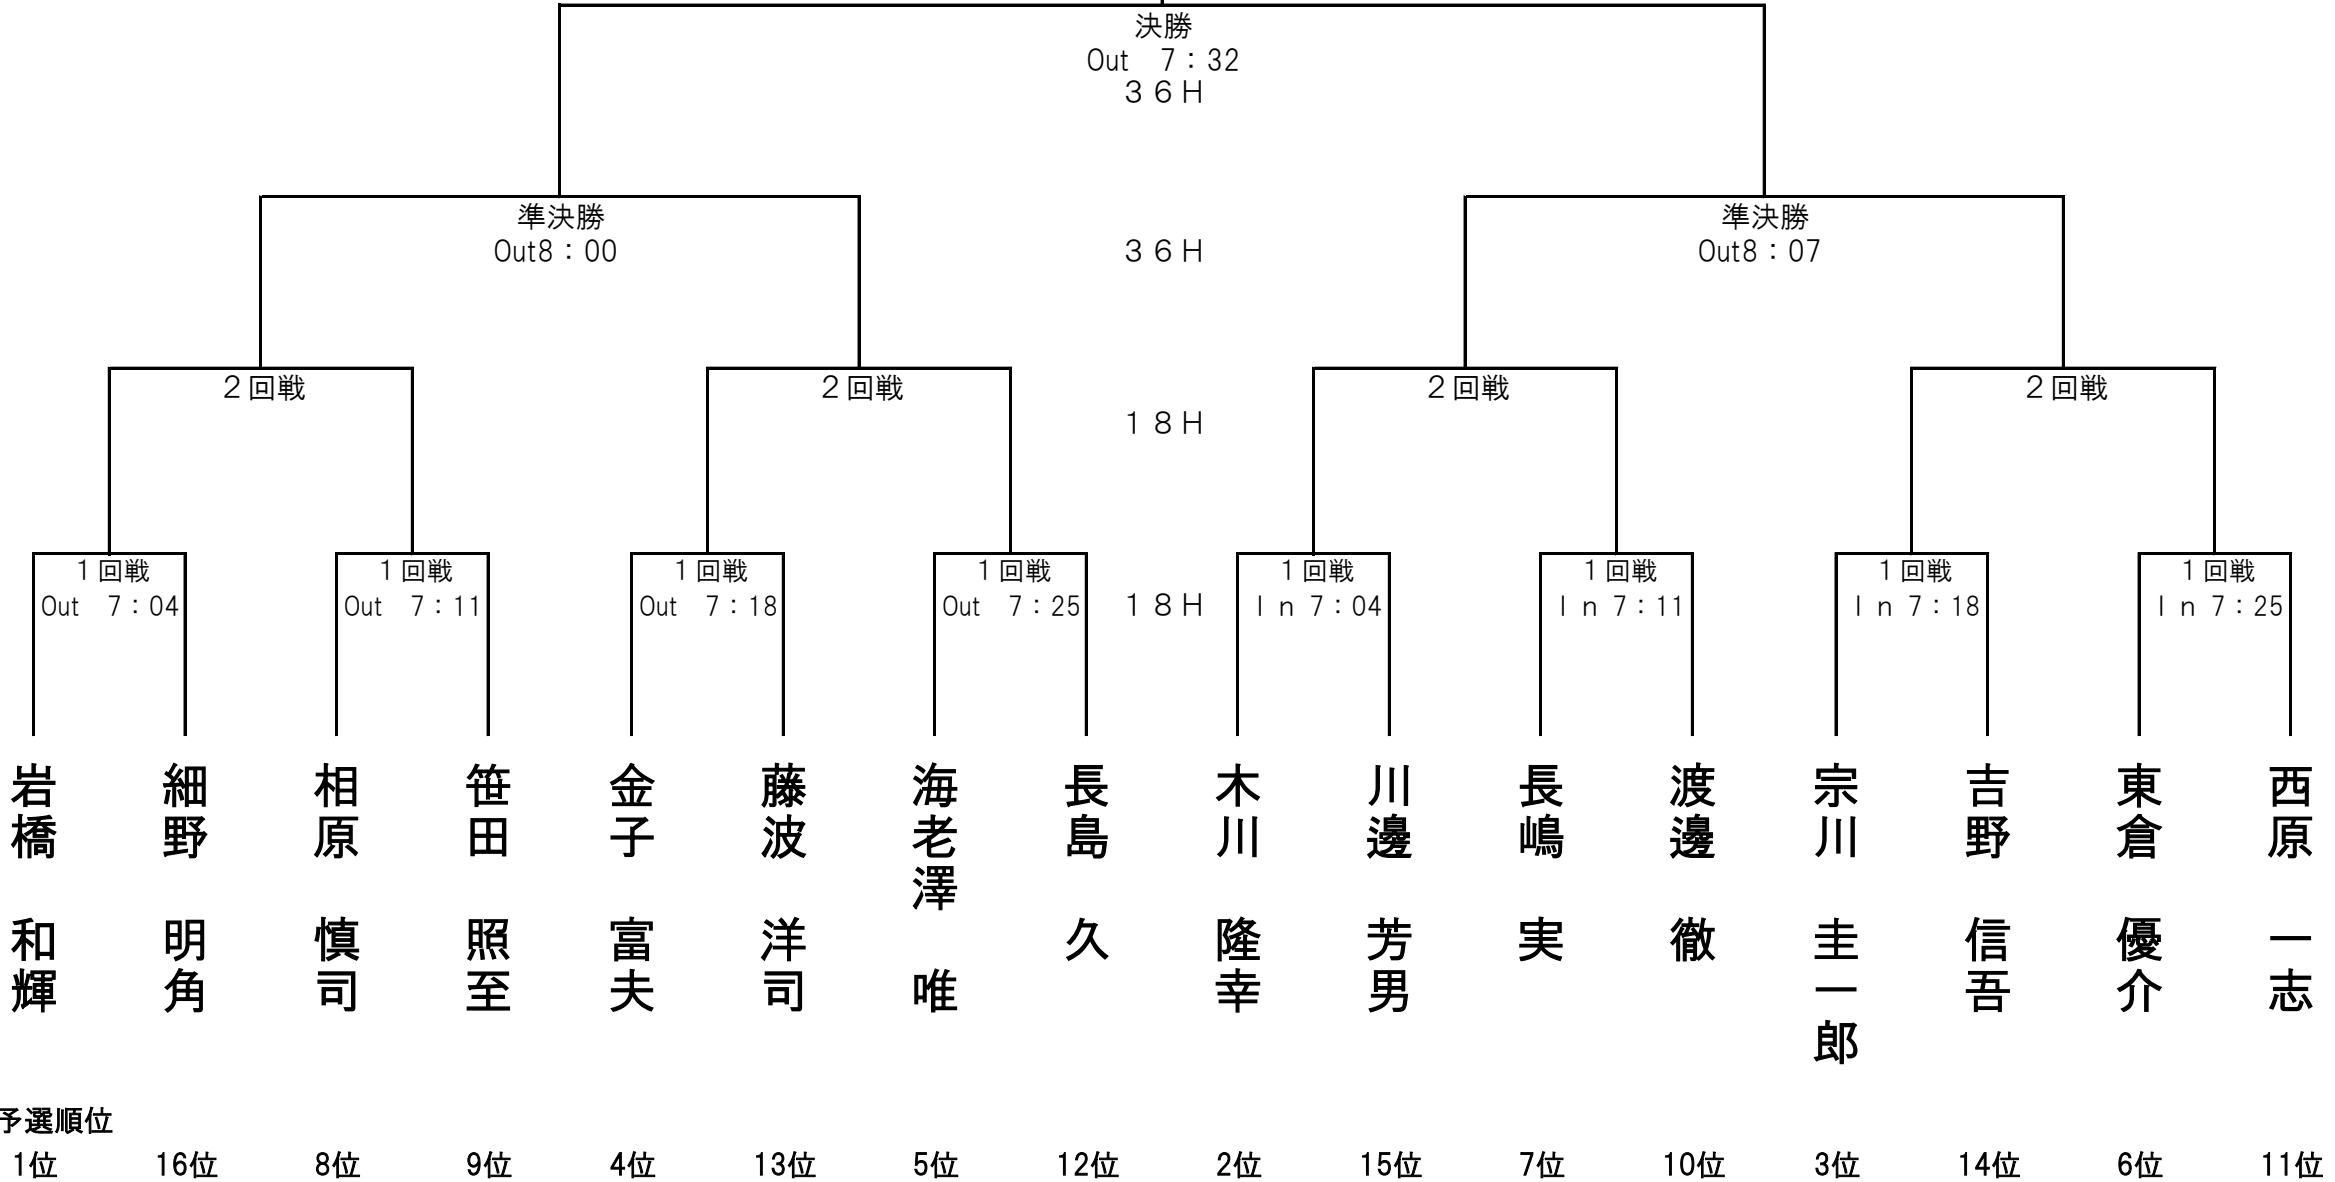 決勝
Out　7：32
３６Ｈ
準決勝
Out8：00
３６Ｈ
準決勝
Out8：07
２回戦
２回戦
１８Ｈ
２回戦
２回戦
１回戦
Out　7：04
１回戦
Out　7：11
１回戦
Out　7：18
１回戦
Out　7：25
１８Ｈ
１回戦
Ｉｎ 7：04
１回戦
Ｉｎ 7：11
１回戦
Ｉｎ 7：18
１回戦
Ｉｎ 7：25
岩橋　和輝
細野　明角
相原　慎司
笹田　照至
金子　富夫
藤波　洋司
海老澤　唯
長島　久
木川　隆幸
川邊　芳男
長嶋　実
渡邊　徹
宗川　圭一郎
吉野　信吾
東倉　優介
西原　一志
予選順位
1位 16位 8位 9位 4位 13位 5位 12位 2位 15位 7位 10位 3位 14位 6位 11位